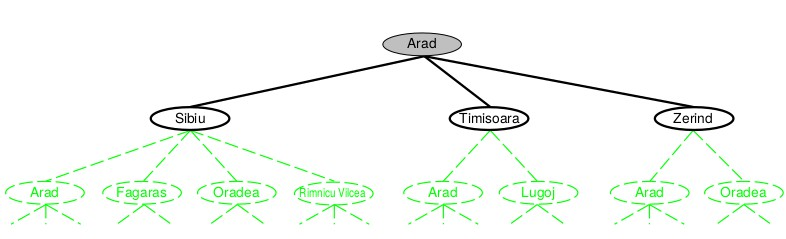 Arad
Sibiu
Timisoara
Zerind
Arad
Fagaras
Oradea
Rimnicu Vilcea
Arad
Lugoj
Arad
Oradea